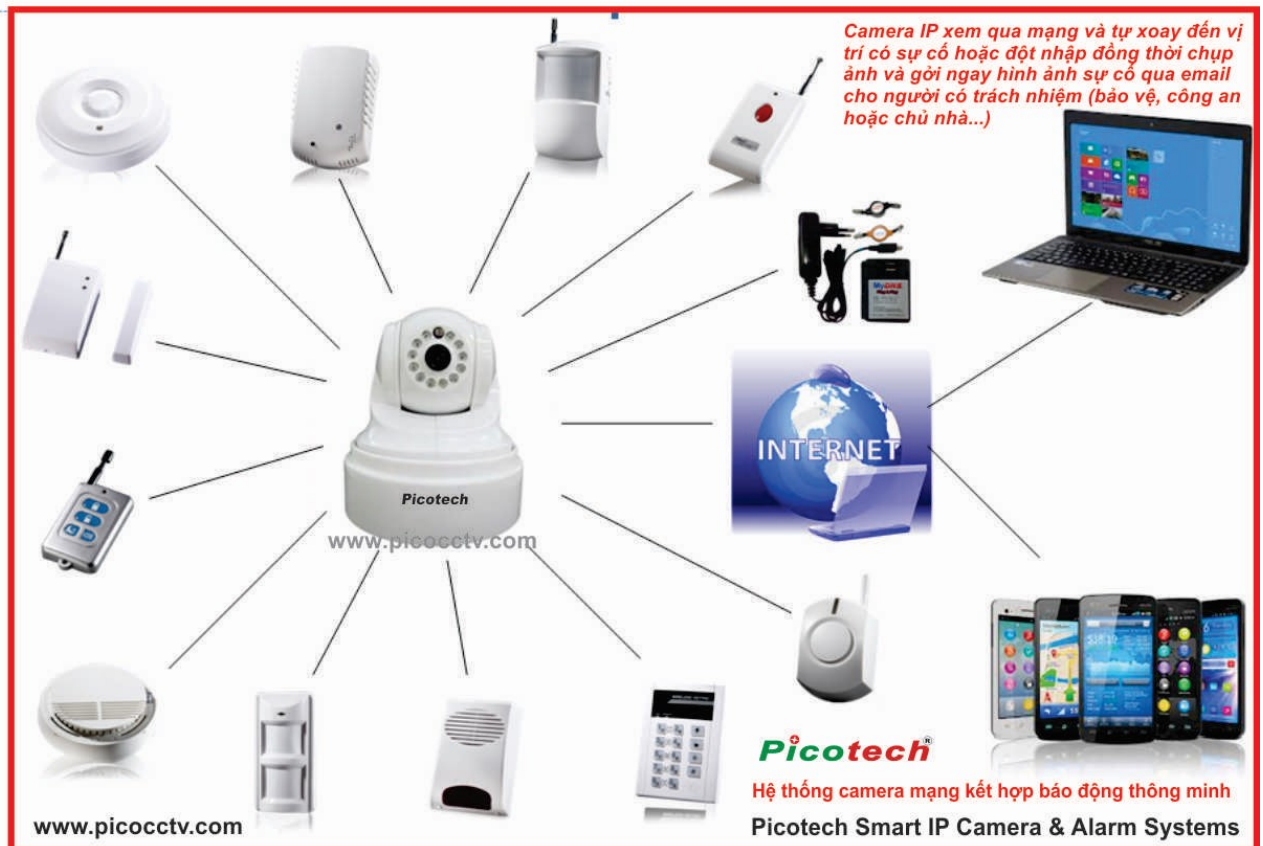 Camera IP xem qua mạng và tự xoay đến vị
trí có sự cố hoặc đột nhập đồng thời chụp
ảnh và gởi ngay hình ảnh sự cố qua email
cho người có trách nhiệm (bảo vệ, công an
hoặc chủ nhà...)
INTERNET
Picotech
www.picocctv.com
Picotech®
Hệ thống camera mạng kết hợp báo động thông minh
www.picocctv.com
Picotech Smart IP Camera & Alarm Systems